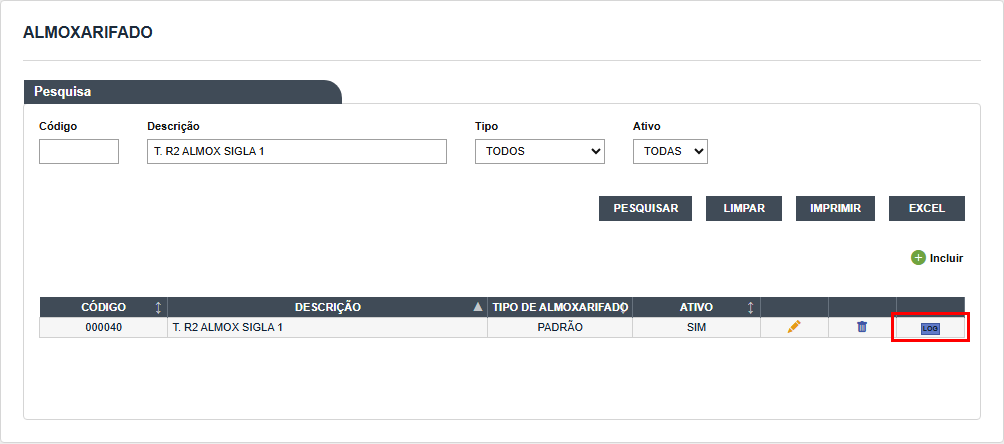 ALMOXARIFADO
Pesquisa
Código Descrição Tipo Ativo
T. R2 ALMOX SIGLA 1 TODOS TODAS
PESQUISAR LIMPAR IMPRIMIR EXCEL
Incluir
CÓDIGO DESCRIÇÃO TIPO DE ALMOXARIFADO ATIVO
000040 T. R2 ALMOX SIGLA 1 PADRÃO SIM LOG